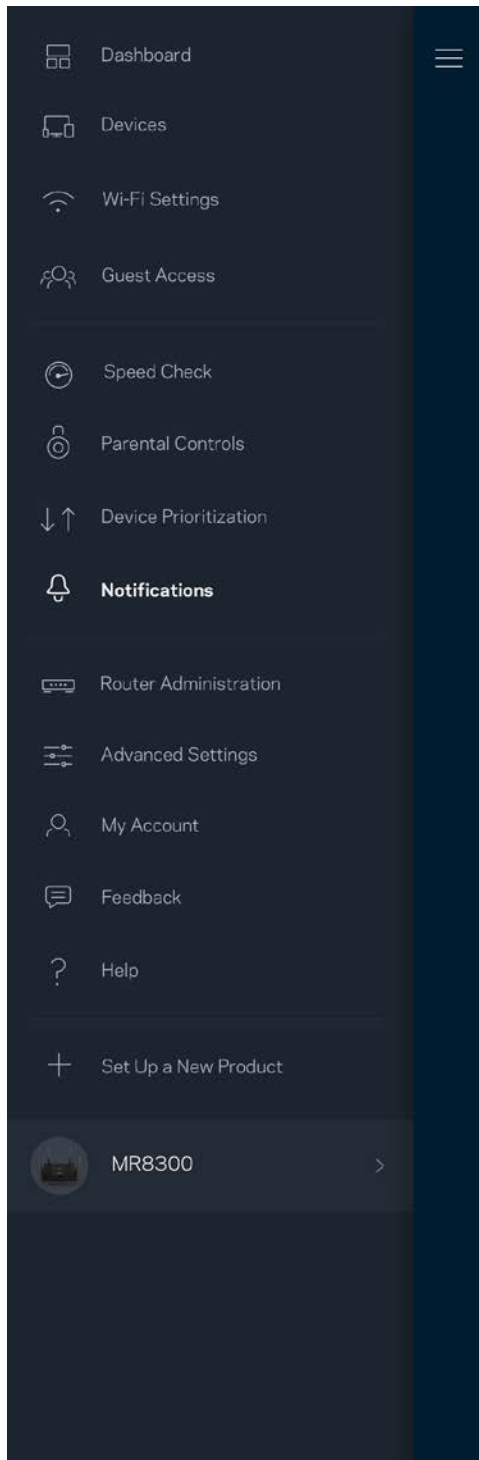 Dashboard
Devices
Wi-Fi Settings
Guest Access
Speed Check
Parental Controls
Device Prioritization
Notifications
Router Administration
Advanced Settings
My Account
Feedback
Help
Set Up a New Product
MR8300